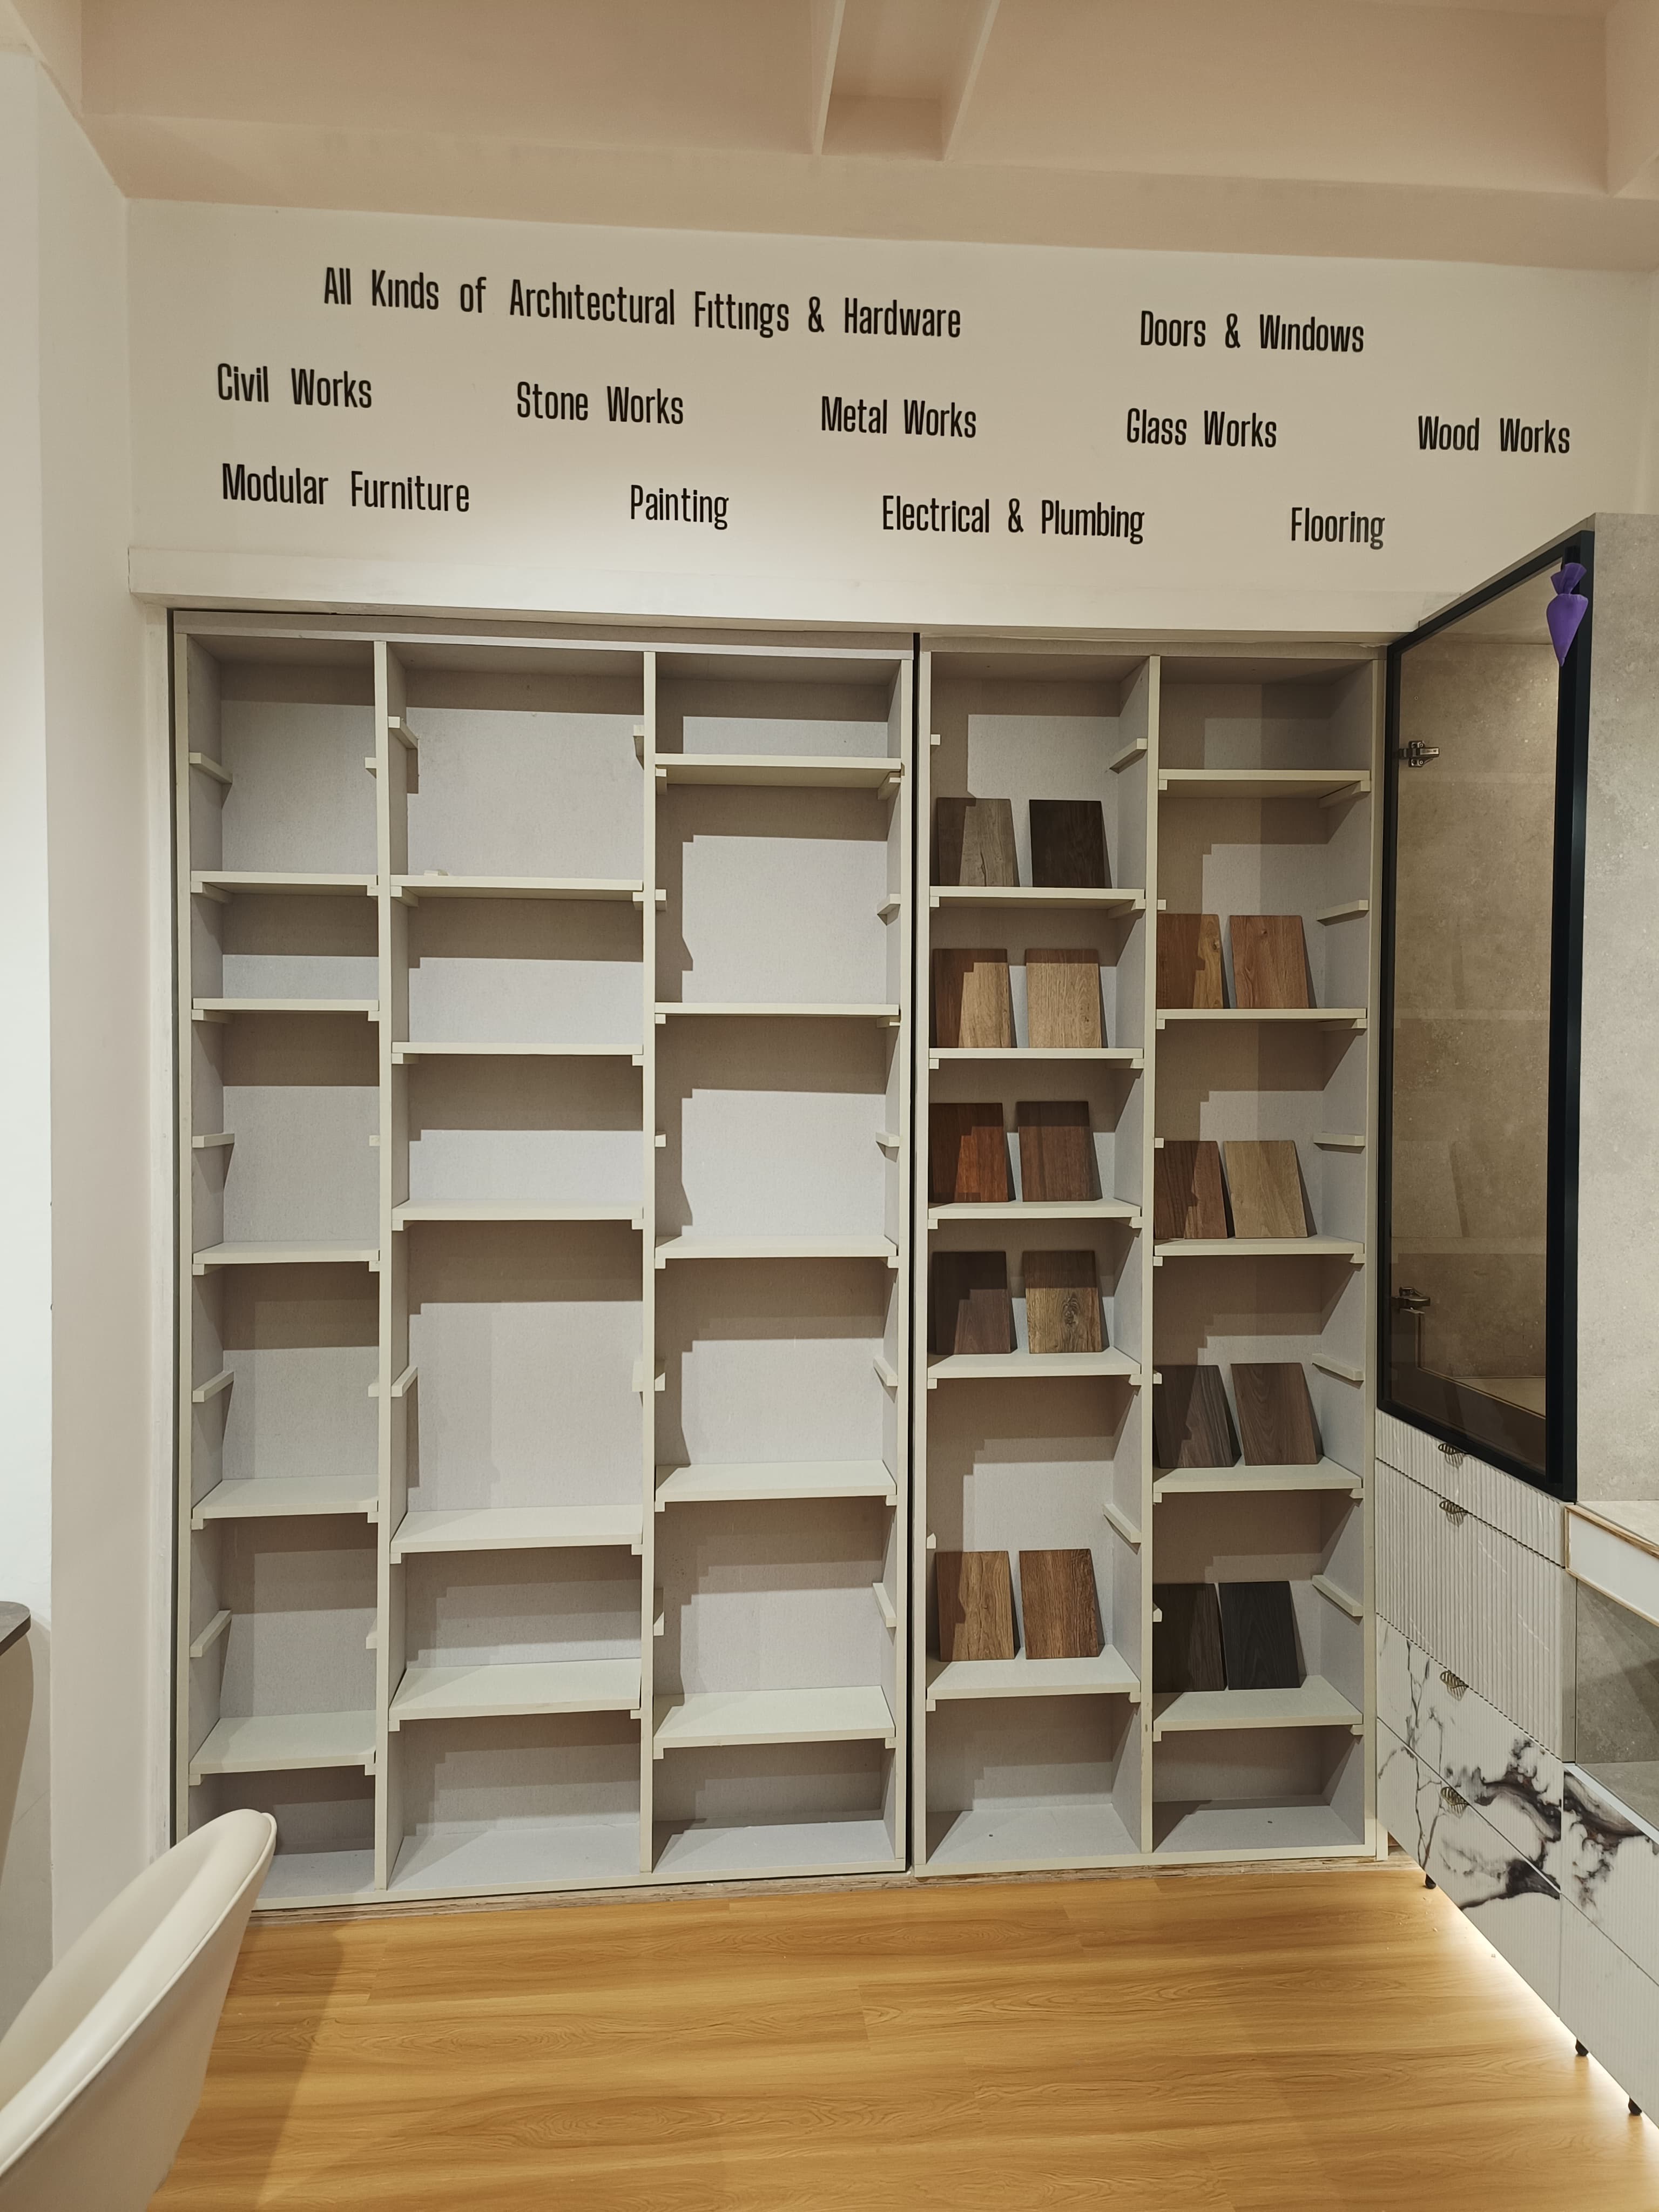 All Kinds of Architectural Fittings & Hardware Doors & Windows
Civil Works Stone Works Metal Works Glass Works Wood Works
Modular Furniture Painting Electrical & Plumbing Flooring